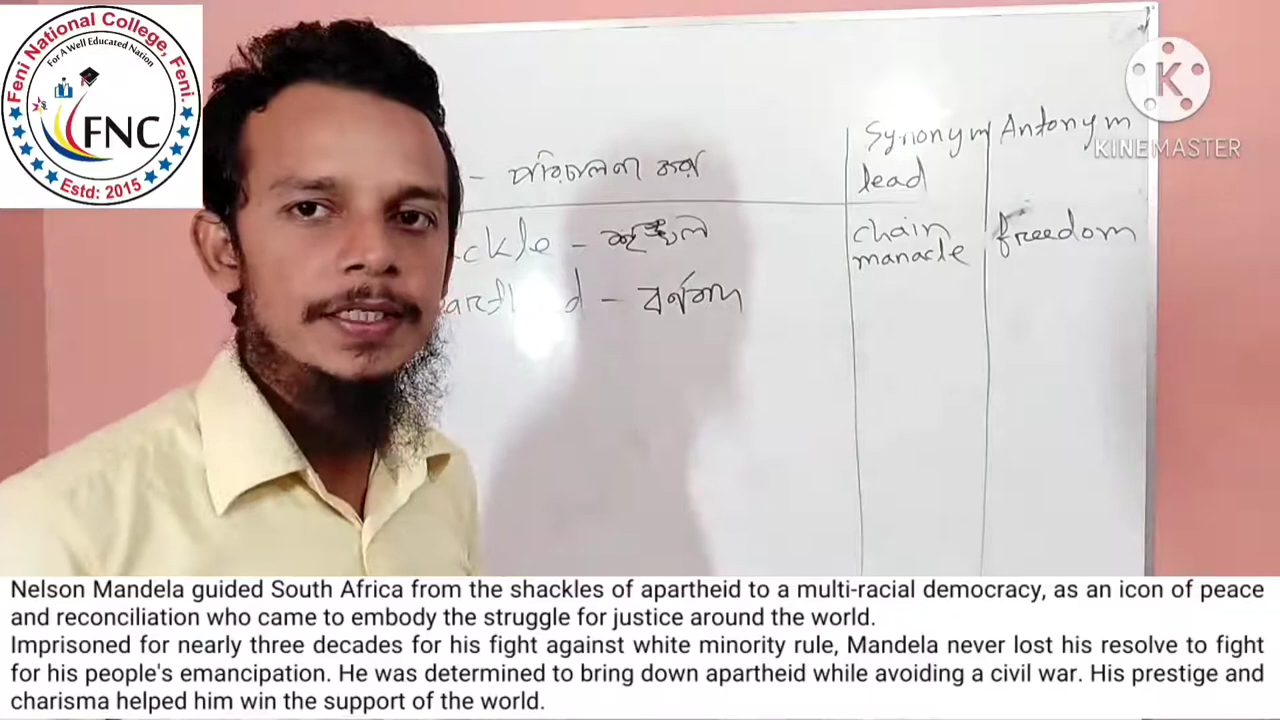 Feni National College, Feni.
For A Well Educated Nation
FNC
Estd: 2015
K
KINEMASTER
Synonym Antonym
- পরিচালনা করা lead
ckle - শৃঙ্খল chain freedom
manacle
d - বর্ণবাদ
Nelson Mandela guided South Africa from the shackles of apartheid to a multi-racial democracy, as an icon of peace
and reconciliation who came to embody the struggle for justice around the world.
Imprisoned for nearly three decades for his fight against white minority rule, Mandela never lost his resolve to fight
for his people's emancipation. He was determined to bring down apartheid while avoiding a civil war. His prestige and
charisma helped him win the support of the world.